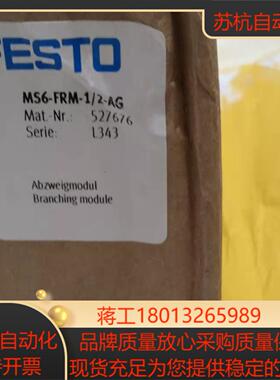 苏杭自动化
FESTO
MS6-FRM-1/2-AG
Mat.-Nr.: 527676
Serie: L343
Abzweigmodul
Branching module
蒋工18013265989
自动化 品牌质量放心采购质量保
开票 现货充足为您提供稳定的